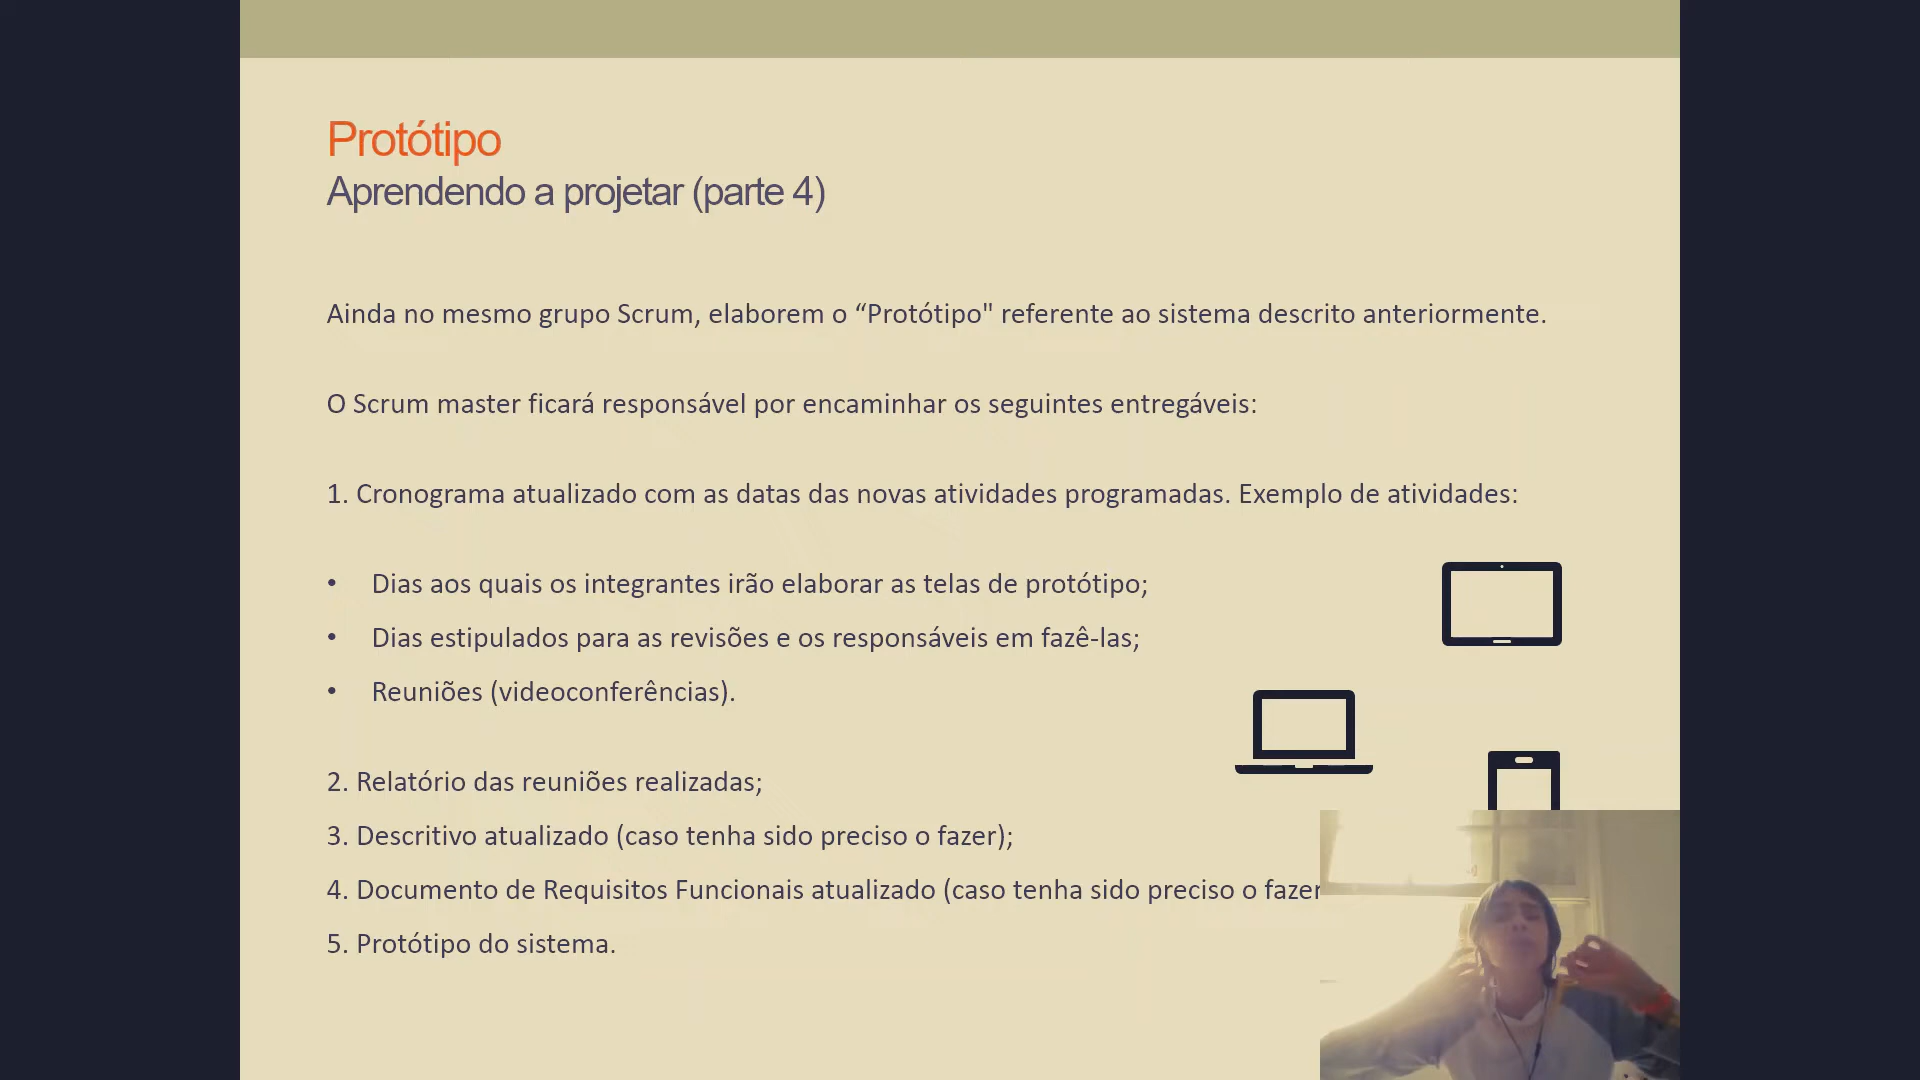 Protótipo
Aprendendo a projetar (parte 4)
Ainda no mesmo grupo Scrum, elaborem o “Protótipo" referente ao sistema descrito anteriormente.
O Scrum master ficará responsável por encaminhar os seguintes entregáveis:
1. Cronograma atualizado com as datas das novas atividades programadas. Exemplo de atividades:
• Dias aos quais os integrantes irão elaborar as telas de protótipo;
• Dias estipulados para as revisões e os responsáveis em fazê-las;
• Reuniões (videoconferências).
2. Relatório das reuniões realizadas;
3. Descritivo atualizado (caso tenha sido preciso o fazer);
4. Documento de Requisitos Funcionais atualizado (caso tenha sido preciso o fazer
5. Protótipo do sistema.